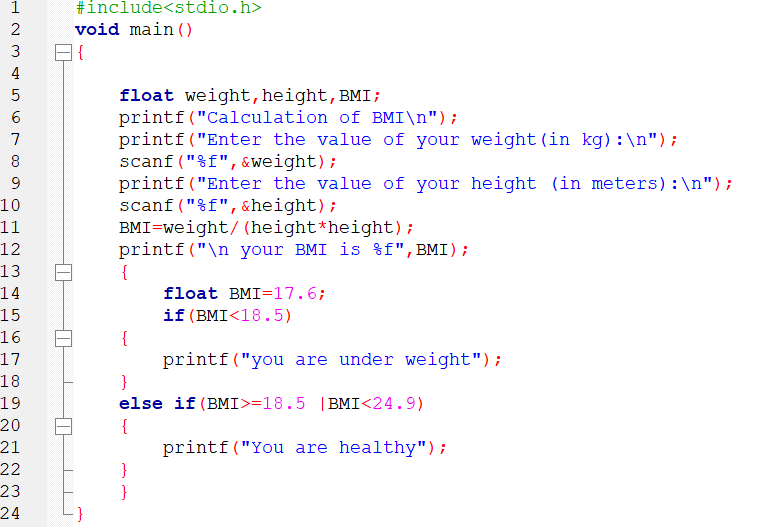 1 #include<stdio.h>
2 void main()
3 {
4
5 float weight,height,BMI;
6 printf("Calculation of BMI\n");
7 printf("Enter the value of your weight(in kg):\n");
8 scanf("%f",&weight);
9 printf("Enter the value of your height (in meters):\n");
10 scanf("%f",&height);
11 BMI=weight/(height*height);
12 printf("\n your BMI is %f",BMI);
13 {
14 float BMI=17.6;
15 if(BMI<18.5)
16 {
17 printf("you are under weight");
18 }
19 else if(BMI>=18.5 |BMI<24.9)
20 {
21 printf("You are healthy");
22 }
23 }
24 }